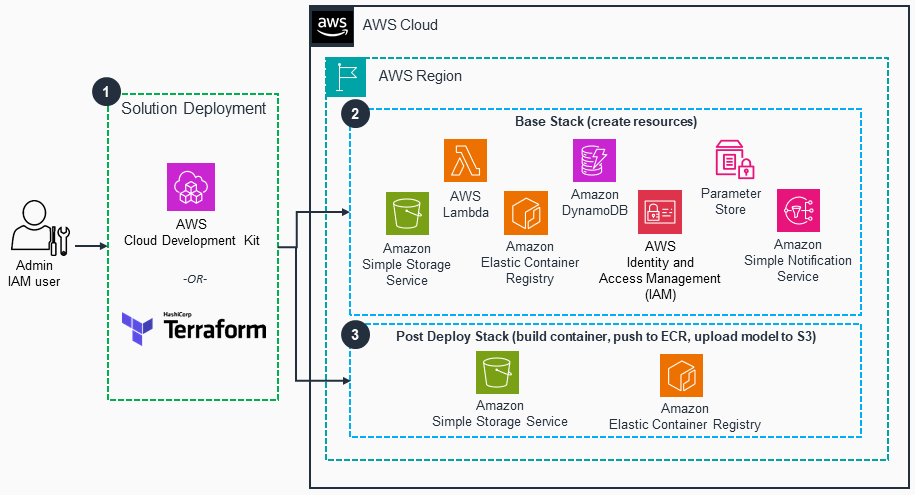 aws
AWS Cloud
AWS Region
1
Solution Deployment
AWS
Cloud Development Kit
-OR-
HashiCorp
Terraform
Admin
IAM user
2
Base Stack (create resources)
AWS
Lambda
Amazon
DynamoDB
Parameter
Store
Amazon
Simple Storage
Service
Amazon
Elastic Container
Registry
AWS
Identity and
Access Management
(IAM)
Amazon
Simple Notification
Service
3
Post Deploy Stack (build container, push to ECR, upload model to S3)
Amazon
Simple Storage Service
Amazon
Elastic Container Registry